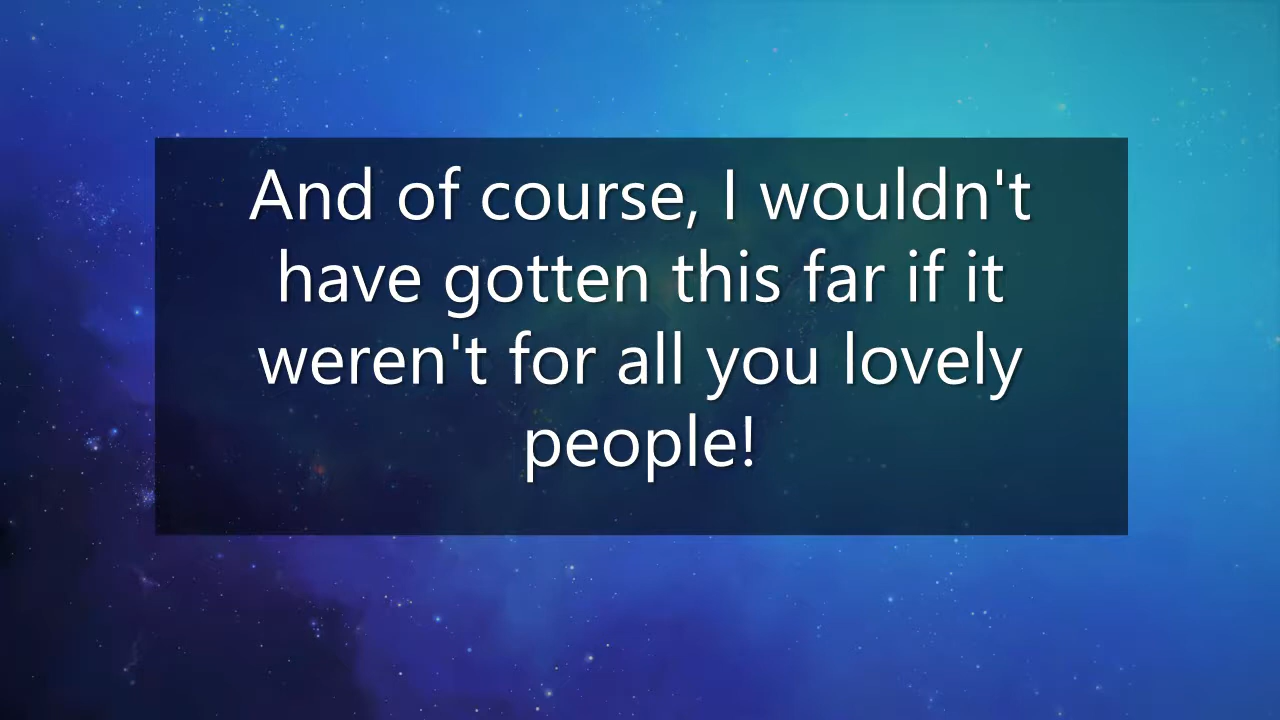 And of course, I wouldn't
have gotten this far if it
weren't for all you lovely
people!